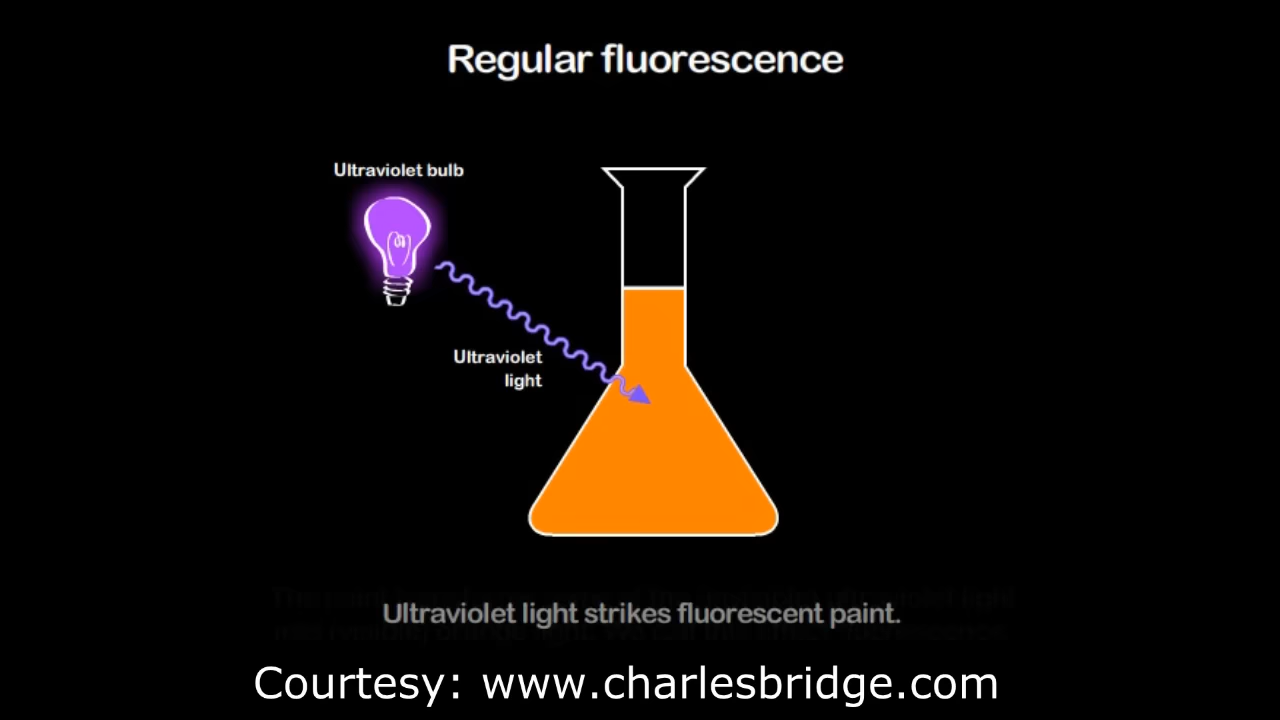 Regular fluorescence
Ultraviolet bulb
Ultraviolet
light
Ultraviolet light strikes fluorescent paint.
Courtesy: www.charlesbridge.com